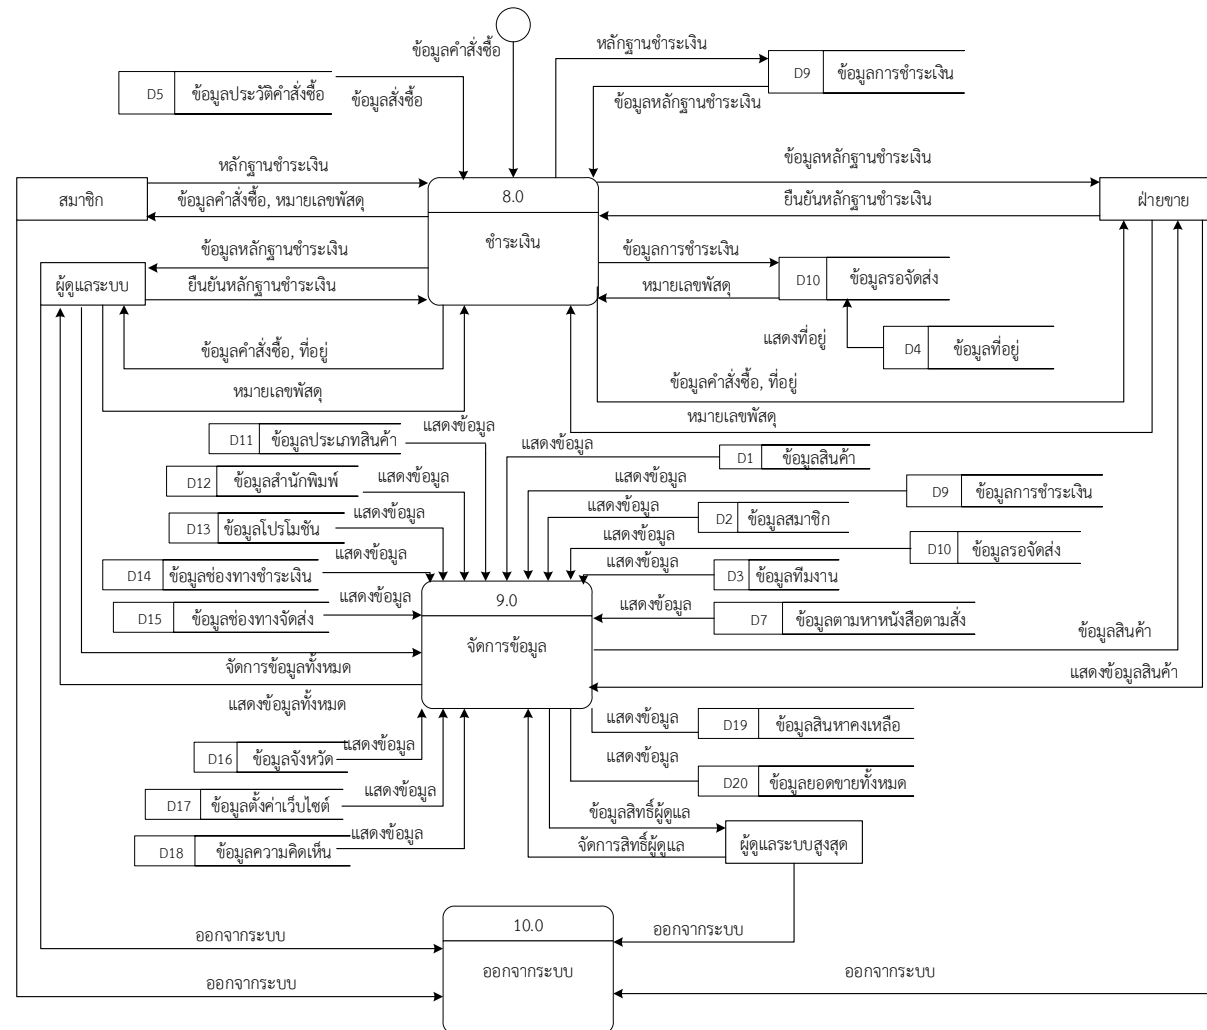 ข้อมูลคำสั่งซื้อ
หลักฐานชำระเงิน
D9 ข้อมูลการชำระเงิน
D5 ข้อมูลประวัติคำสั่งซื้อ
ข้อมูลสั่งซื้อ
ข้อมูลหลักฐานชำระเงิน
หลักฐานชำระเงิน
ข้อมูลหลักฐานชำระเงิน
สมาชิก
ข้อมูลคำสั่งซื้อ, หมายเลขพัสดุ
8.0
ชำระเงิน
ยืนยันหลักฐานชำระเงิน
ฝ่ายขาย
ข้อมูลหลักฐานชำระเงิน
ข้อมูลการชำระเงิน
ผู้ดูแลระบบ
ยืนยันหลักฐานชำระเงิน
หมายเลขพัสดุ
D10 ข้อมูลรอจัดส่ง
แสดงที่อยู่
D4 ข้อมูลที่อยู่
ข้อมูลคำสั่งซื้อ, ที่อยู่
ข้อมูลคำสั่งซื้อ, ที่อยู่
หมายเลขพัสดุ
หมายเลขพัสดุ
D11 ข้อมูลประเภทสินค้า
แสดงข้อมูล
แสดงข้อมูล
D1 ข้อมูลสินค้า
D12 ข้อมูลสำนักพิมพ์
แสดงข้อมูล
แสดงข้อมูล
D9 ข้อมูลการชำระเงิน
D13 ข้อมูลโปรโมชัน
แสดงข้อมูล
แสดงข้อมูล
D2 ข้อมูลสมาชิก
แสดงข้อมูล
D10 ข้อมูลรอจัดส่ง
D14 ข้อมูลช่องทางชำระเงิน
แสดงข้อมูล
แสดงข้อมูล
D3 ข้อมูลทีมงาน
D15 ข้อมูลช่องทางจัดส่ง
แสดงข้อมูล
9.0
จัดการข้อมูล
แสดงข้อมูล
D7 ข้อมูลตามหาหนังสือตามสั่ง
ข้อมูลสินค้า
จัดการข้อมูลทั้งหมด
แสดงข้อมูลสินค้า
แสดงข้อมูลทั้งหมด
แสดงข้อมูล
D19 ข้อมูลสินหาคงเหลือ
D16 ข้อมูลจังหวัด
แสดงข้อมูล
แสดงข้อมูล
D20 ข้อมูลยอดขายทั้งหมด
D17 ข้อมูลตั้งค่าเว็บไซต์
แสดงข้อมูล
ข้อมูลสิทธิ์ผู้ดูแล
D18 ข้อมูลความคิดเห็น
แสดงข้อมูล
จัดการสิทธิ์ผู้ดูแล
ผู้ดูแลระบบสูงสุด
10.0
ออกจากระบบ
ออกจากระบบ
ออกจากระบบ
ออกจากระบบ
ออกจากระบบ